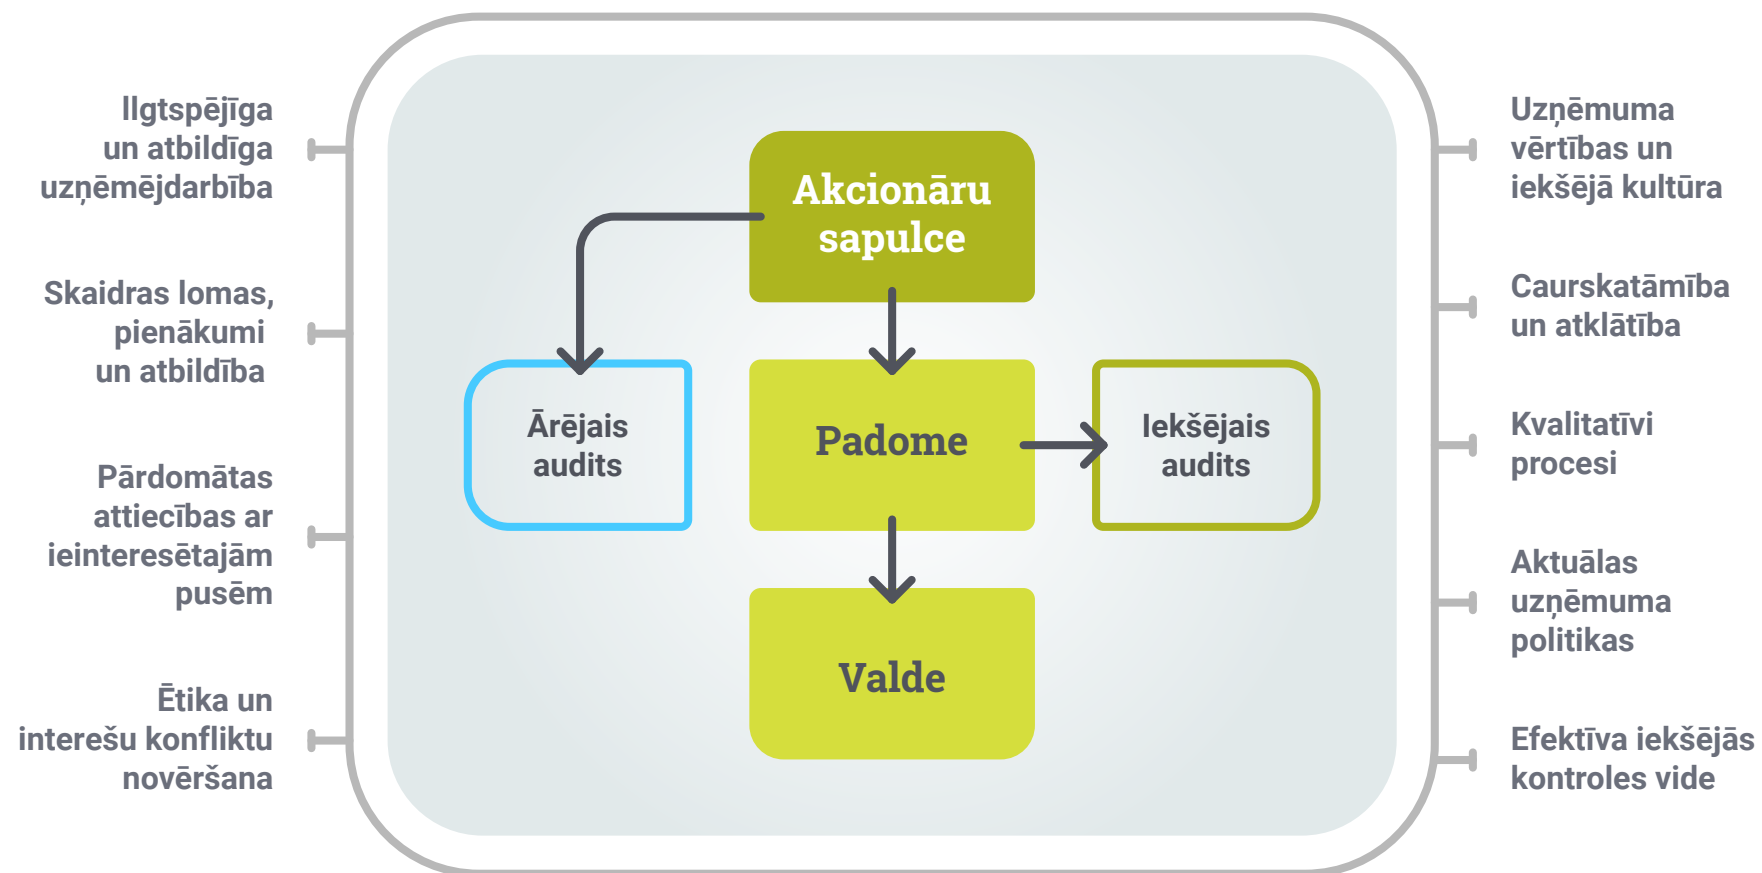 Ilgtspējīga
un atbildīga
uzņēmējdarbība
Skaidras lomas,
pienākumi
un atbildība
Pārdomātas
attiecības ar
ieinteresētajām
pusēm
Ētika un
interešu konfliktu
novēršana
Akcionāru
sapulce
Ārējais
audits
Padome
Iekšējais
audits
Valde
Uzņēmuma
vērtības un
iekšējā kultūra
Caurskatāmība
un atklātība
Kvalitatīvi
procesi
Aktuālas
uzņēmuma
politikas
Efektīva iekšējās
kontroles vide